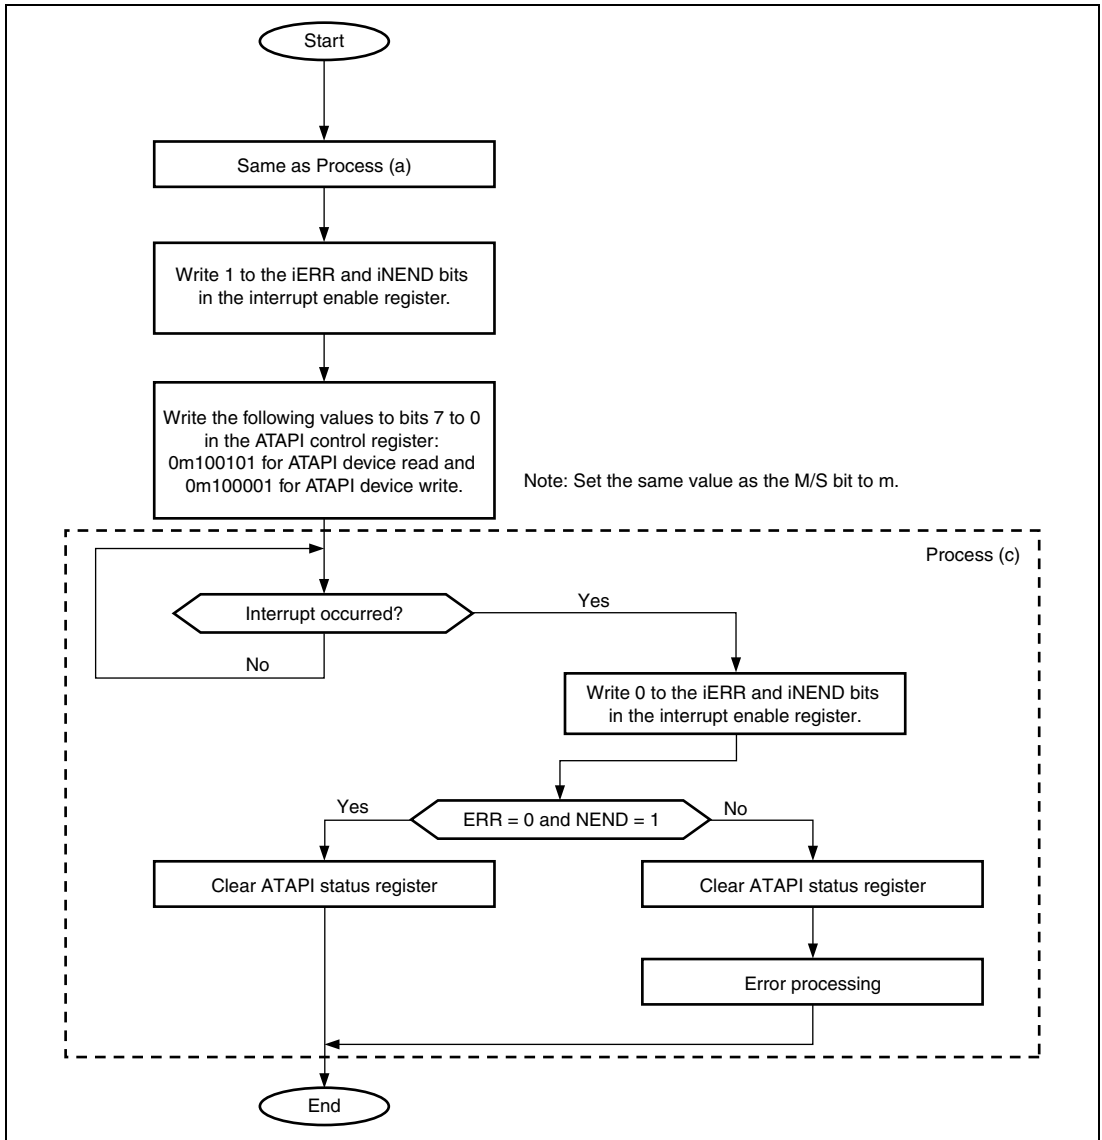 Start
Same as Process (a)
Write 1 to the iERR and iNEND bits
in the interrupt enable register.
Write the following values to bits 7 to 0
in the ATAPI control register:
0m100101 for ATAPI device read and
0m100001 for ATAPI device write.
Note: Set the same value as the M/S bit to m.
Process (c)
Interrupt occurred?
Yes
No
Write 0 to the iERR and iNEND bits
in the interrupt enable register.
Yes
ERR = 0 and NEND = 1
No
Clear ATAPI status register
Clear ATAPI status register
Error processing
End